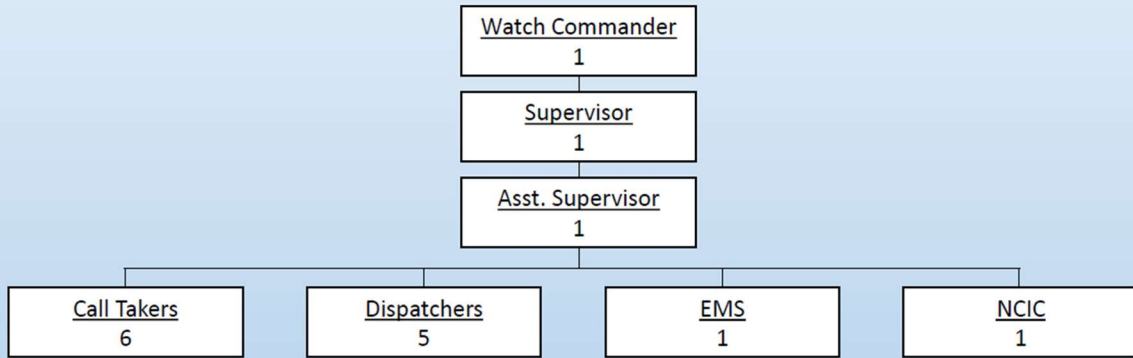 Watch Commander
1
Supervisor
1
Asst. Supervisor
1
Call Takers
6
Dispatchers
5
EMS
1
NCIC
1